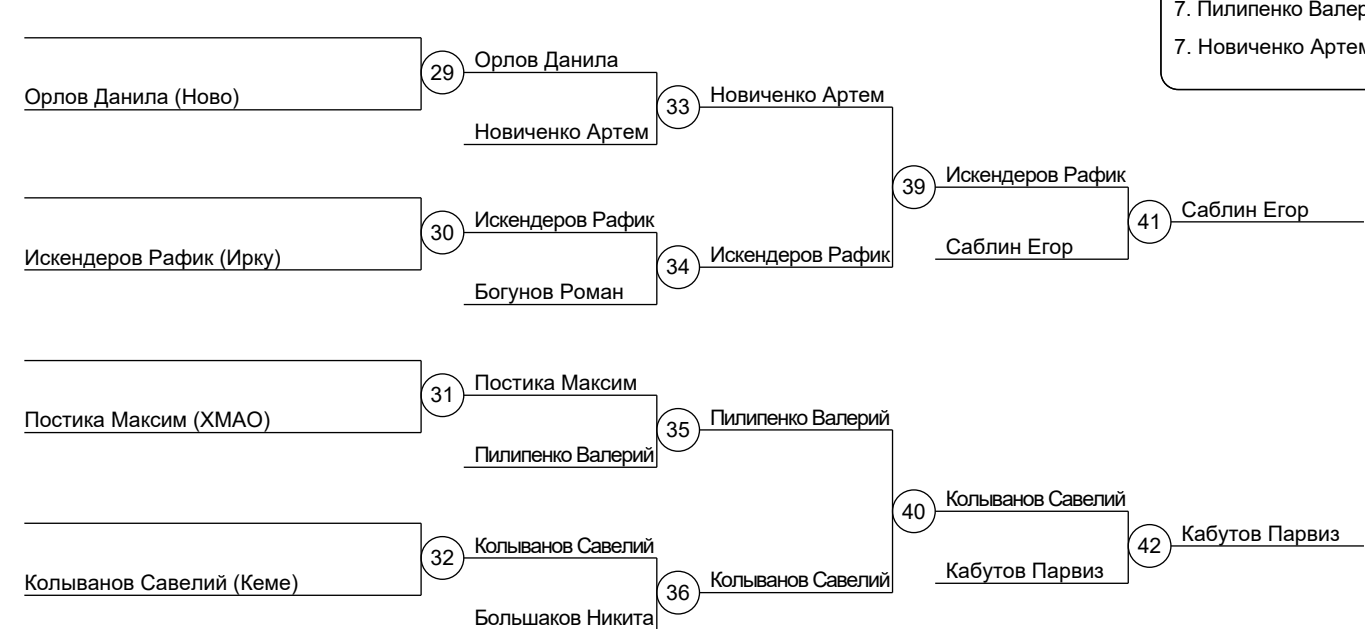 7. Пилипенко Валер
7. Новиченко Артем
29
Орлов Данила
Орлов Данила (Ново)
33
Новиченко Артем
Новиченко Артем
39
Искендеров Рафик
30
Искендеров Рафик
41
Саблин Егор
Искендеров Рафик (Ирку)
34
Искендеров Рафик
Саблин Егор
Богунов Роман
31
Постика Максим
Постика Максим (ХМАО)
35
Пилипенко Валерий
Пилипенко Валерий
40
Колыванов Савелий
32
Колыванов Савелий
42
Кабутов Парвиз
Колыванов Савелий (Кеме)
36
Колыванов Савелий
Кабутов Парвиз
Большаков Никита